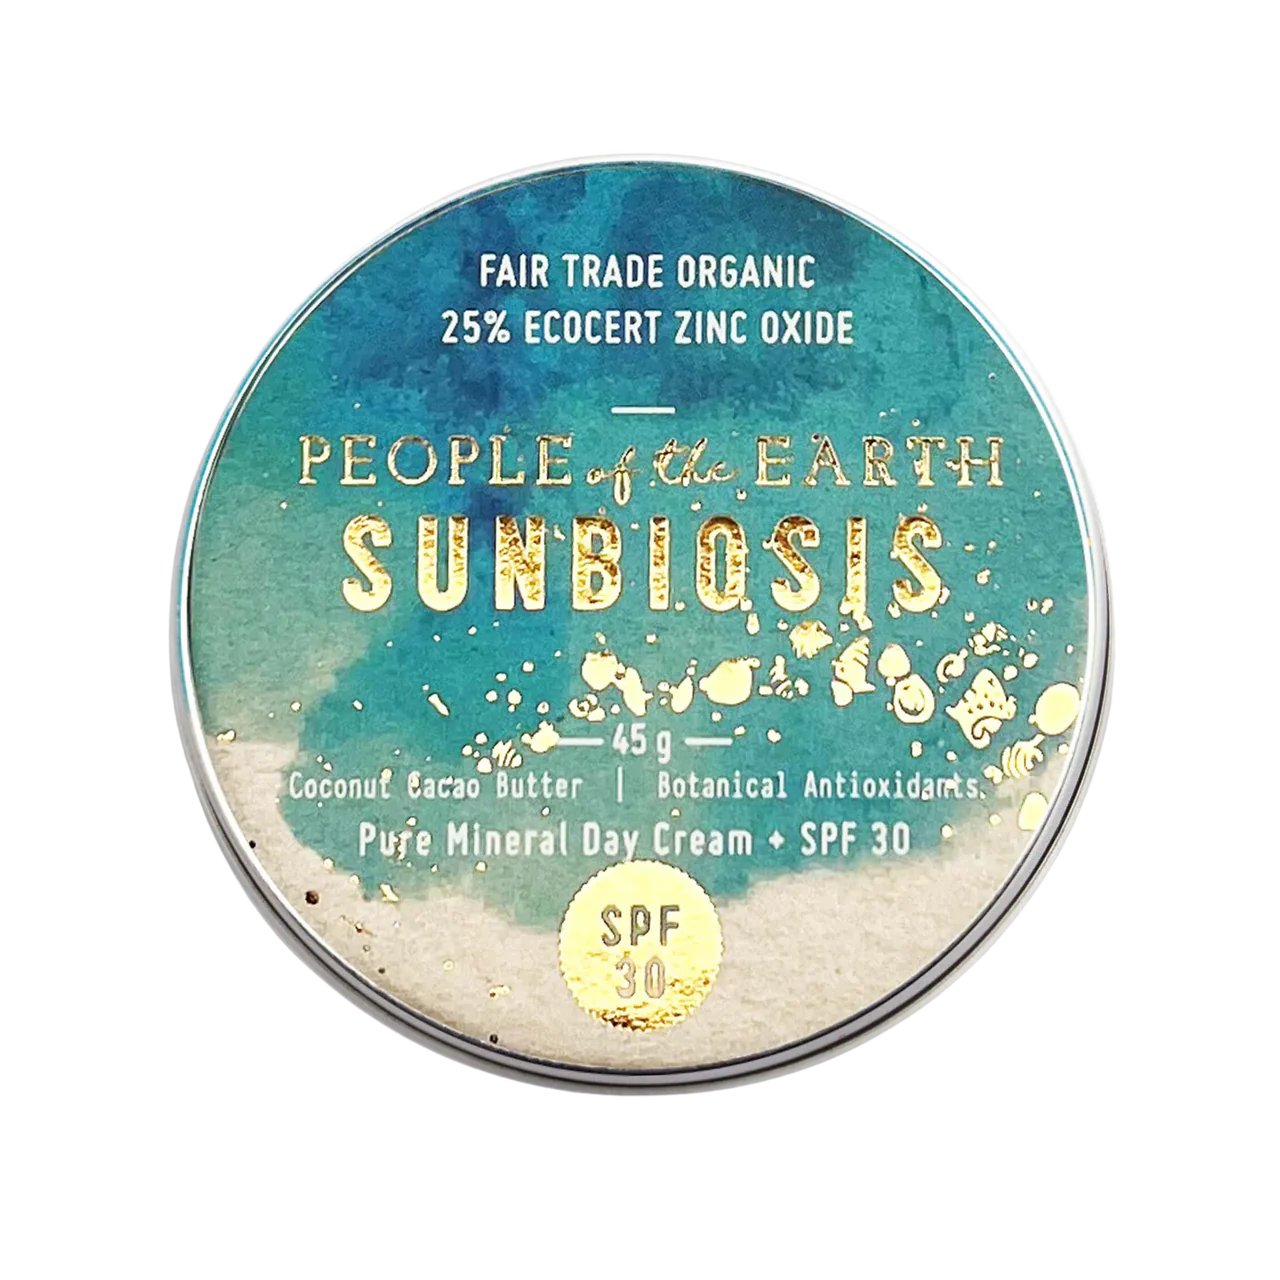 FAIR TRADE ORGANIC
25% ECOCERT ZINC OXIDE
PEOPLE of the EARTH
SUNBIOSIS
45 g
Coconut Cacao Butter | Botanical Antioxidants
Pure Mineral Day Cream + SPF 30
SPF
30